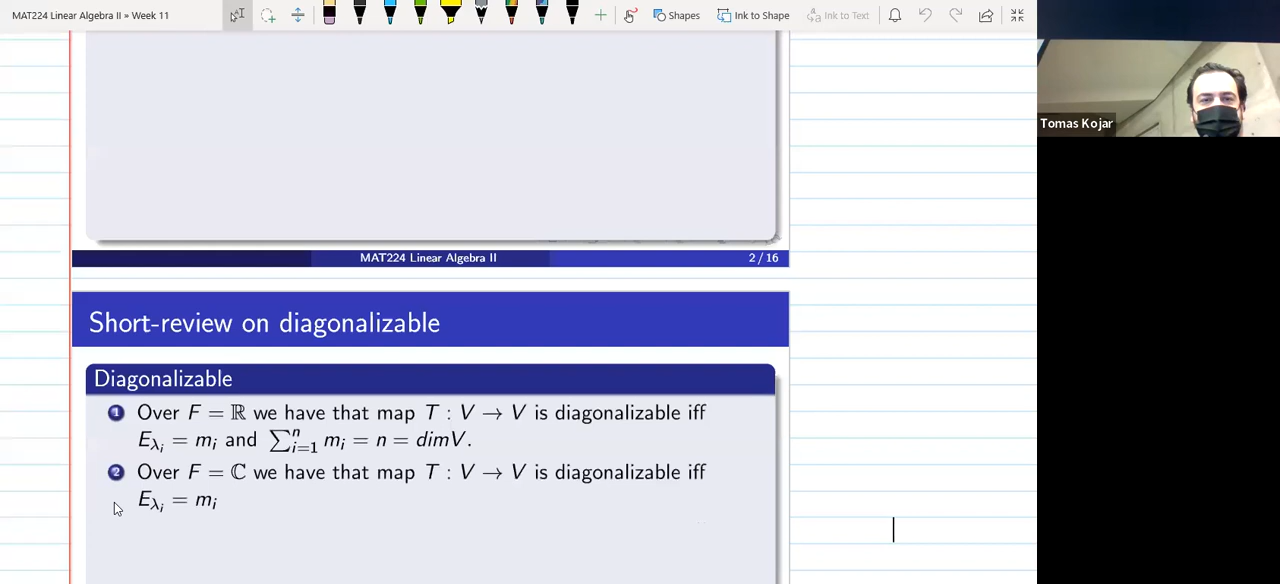 MAT224 Linear Algebra II » Week 11
Shapes
Ink to Shape
Ink to Text
Tomas Kojar
MAT224 Linear Algebra II
2 / 16
Short-review on diagonalizable
Diagonalizable
1 Over F = ℝ we have that map T : V → V is diagonalizable iff
E_{λ_i} = m_i and ∑_{i=1}^{n} m_i = n = dimV.
2 Over F = ℂ we have that map T : V → V is diagonalizable iff
E_{λ_i} = m_i